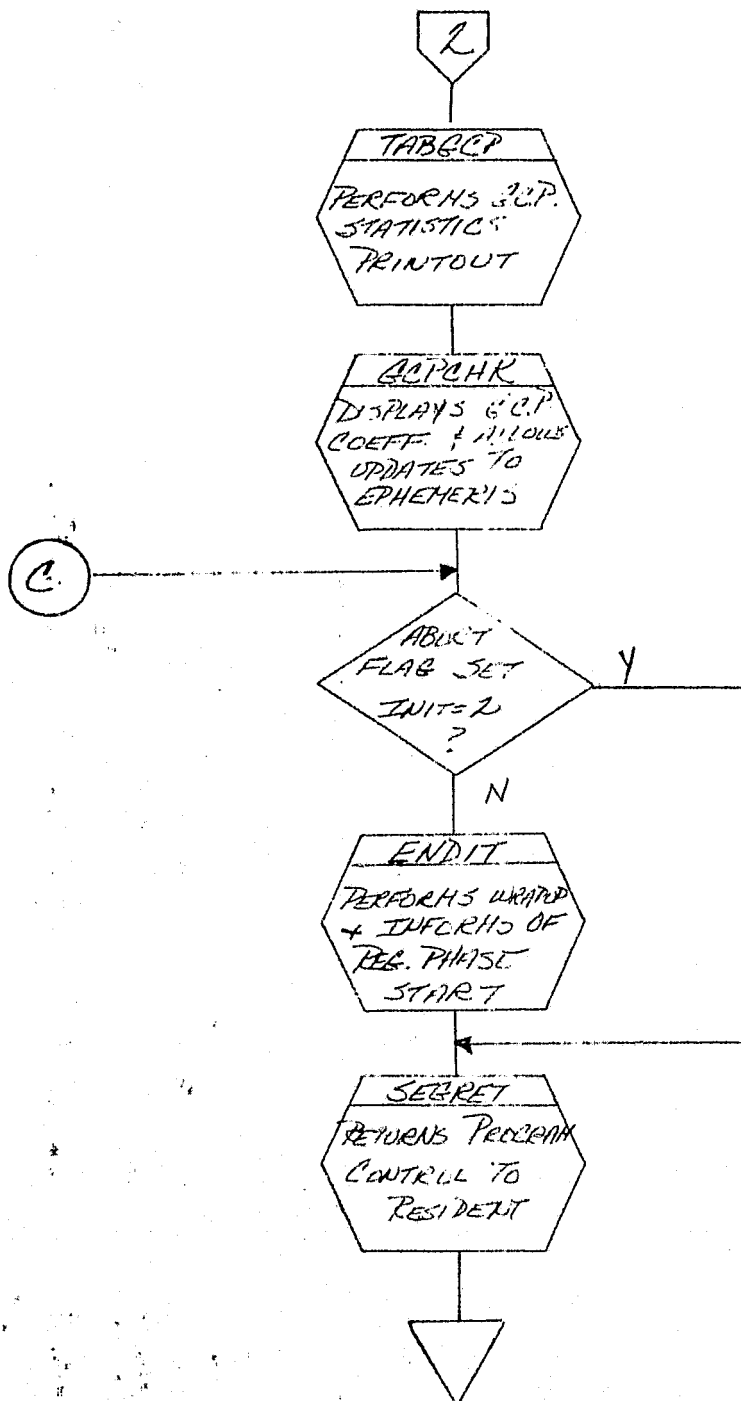 2
TABGCP
PERFORMS GCP.
STATISTICS
PRINTOUT
GCPCHK
DISPLAYS GCP
COEFF. & ALLOWS
UPDATES TO
EPHEMERIS
C.
ABORT
FLAG SET
INIT=2
?
Y
N
ENDIT
PERFORMS WRAPUP
+ INFORMS OF
REG. PHASE
START
SEGRET
RETURNS PROGRAM
CONTROL TO
RESIDENT